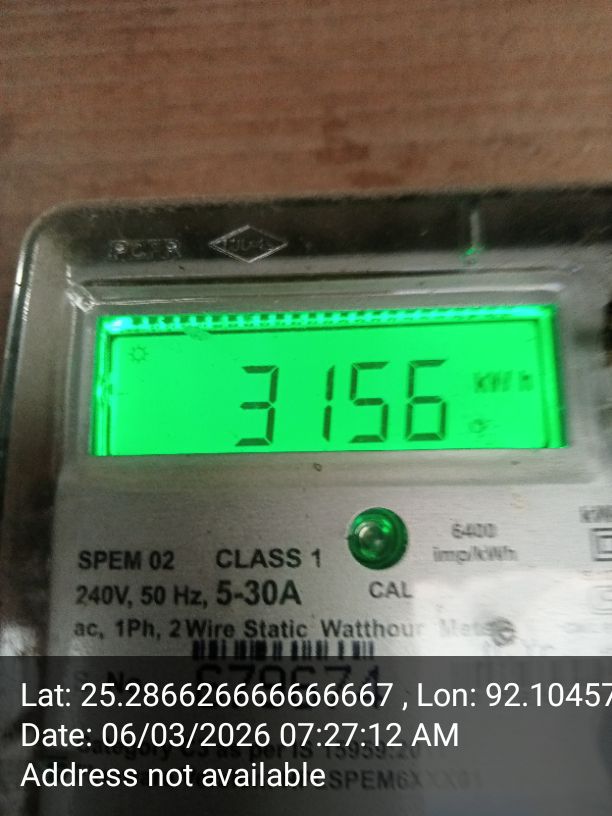 3156 kWh
6400
imp/kWh
SPEM 02 CLASS 1
240V, 50 Hz, 5-30A CAL
ac, 1Ph, 2 Wire Static Watthour
Lat: 25.286626666666667 , Lon: 92.10457
Date: 06/03/2026 07:27:12 AM
Address not available